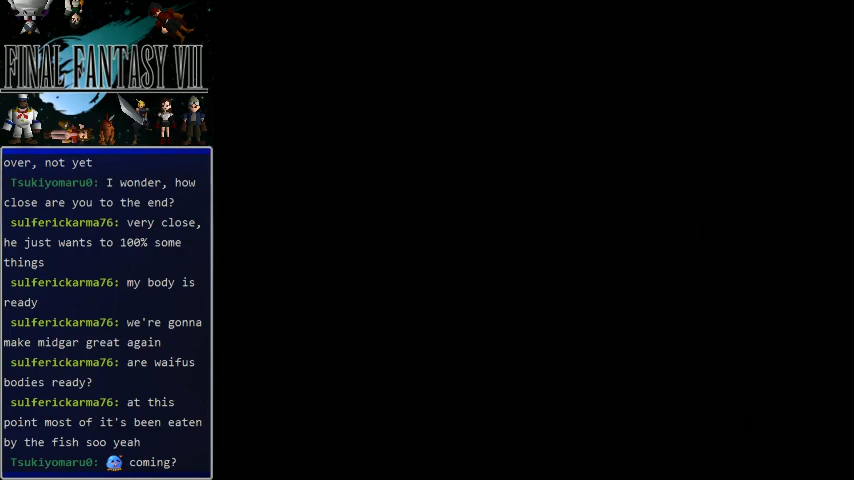 FINAL FANTASY VII
over, not yet
Tsukiyomaru0: I wonder, how
close are you to the end?
sulferickarma76: very close,
he just wants to 100% some
things
sulferickarma76: my body is
ready
sulferickarma76: we're gonna
make midgar great again
sulferickarma76: are waifus
bodies ready?
sulferickarma76: at this
point most of it's been eaten
by the fish soo yeah
Tsukiyomaru0: coming?